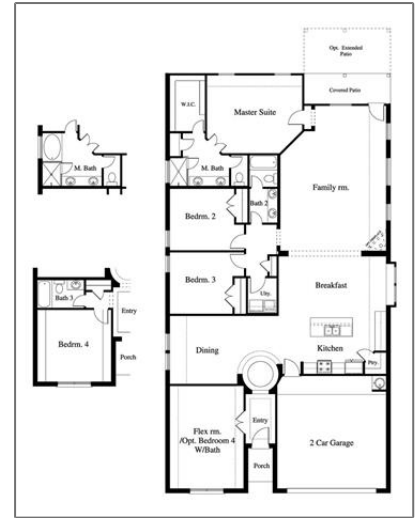 Opt. Extended
Patio
Covered Patio
W.I.C.
Master Suite
M. Bath
M. Bath
Family rm.
Bath 2
Bedrm. 2
Bedrm. 3
Uty.
Breakfast
Bath 3
Entry
Bedrm. 4
Porch
Dining
Kitchen
Pty.
Flex rm.
/Opt. Bedroom 4
W/Bath
Entry
2 Car Garage
Porch